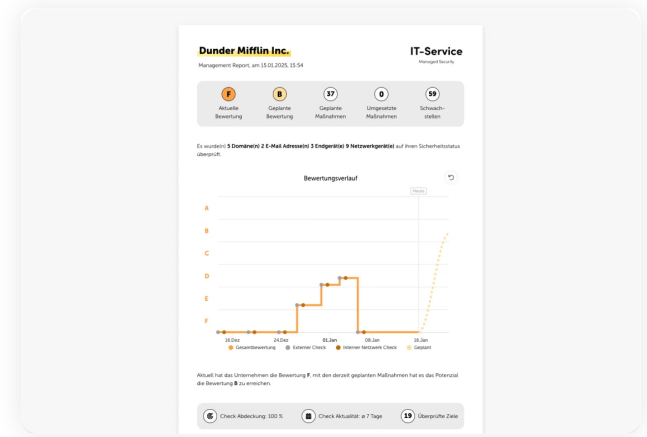 Dunder Mifflin Inc.
IT-Service
Managed Security
Management Report, am 15.01.2025, 15:54
F
B
37
0
59
Aktuelle
Bewertung
Geplante
Bewertung
Geplante
Maßnahmen
Umgesetzte
Maßnahmen
Schwach-
stellen
Es wurde(n) 5 Domäne(n) 2 E-Mail Adresse(n) 3 Endgerät(e) 9 Netzwerkgerät(e) auf ihren Sicherheitsstatus
überprüft.
Bewertungsverlauf
Heute
A
B
C
D
E
F
16.Dez
24.Dez
01.Jan
08.Jan
16.Jan
Gesamtbewertung
Externer Check
Interner Netzwerk Check
Geplant
Aktuell hat das Unternehmen die Bewertung F, mit den derzeit geplanten Maßnahmen hat es das Potenzial
die Bewertung B zu erreichen.
Check Abdeckung: 100 %
Check Aktualität: ø 7 Tage
19 Überprüfte Ziele